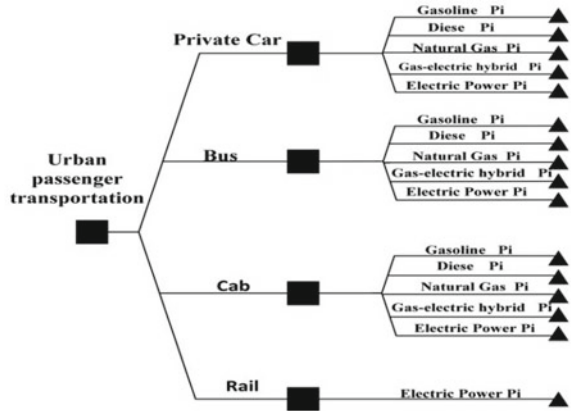 Gasoline Pi
Diese Pi
Private Car
Natural Gas Pi
Gas-electric hybrid Pi
Electric Power Pi
Gasoline Pi
Diese Pi
Urban
passenger
transportation
Bus
Natural Gas Pi
Gas-electric hybrid Pi
Electric Power Pi
Gasoline Pi
Diese Pi
Cab
Natural Gas Pi
Gas-electric hybrid Pi
Electric Power Pi
Rail
Electric Power Pi